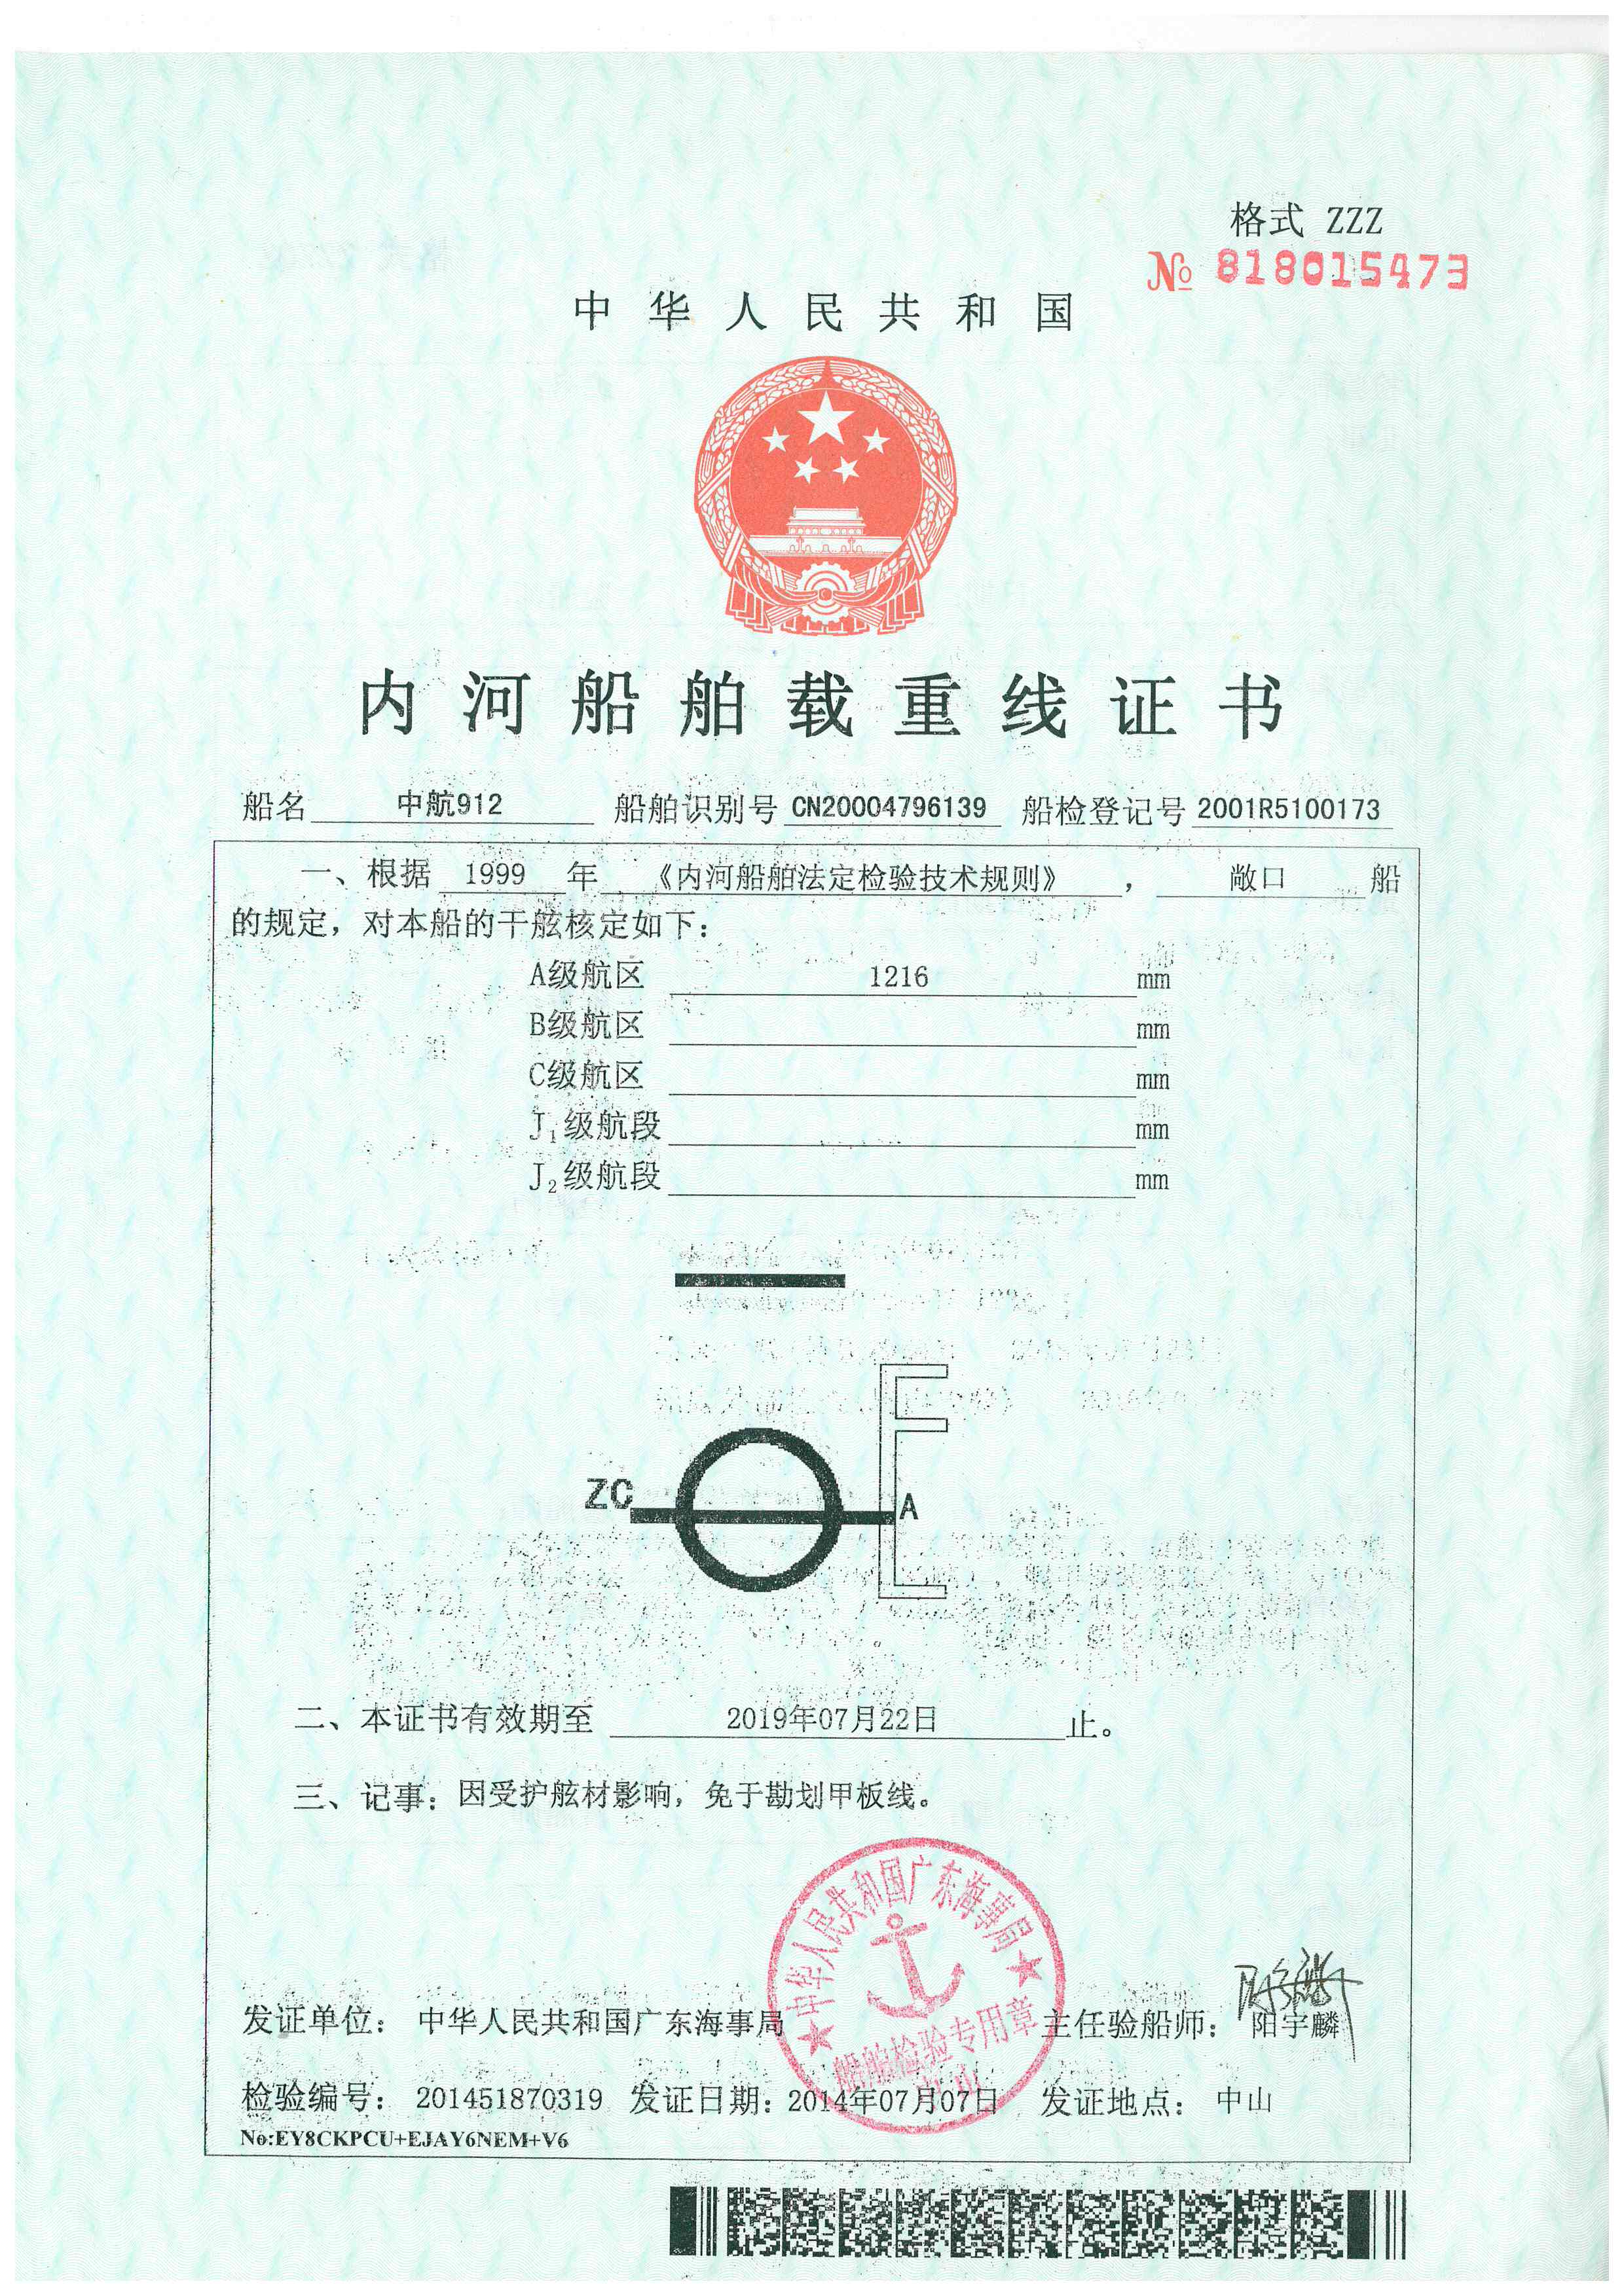 格式 ZZZ
№ 818015473
中华人民共和国
内河船舶载重线证书
船名 中航912 船舶识别号 CN20004796139 船检登记号 2001R5100173
一、根据 1999 年 《内河船舶法定检验技术规则》 , 敞口 船
的规定，对本船的干舷核定如下：
A级航区 1216 mm
B级航区 mm
C级航区 mm
J₁级航段 mm
J₂级航段 mm
ZC A
二、本证书有效期至 2019年07月22日 止。
三、记事：因受护舷材影响，免于勘划甲板线。
中华人民共和国广东海事局
船舶检验专用章
发证单位： 中华人民共和国广东海事局 主任验船师： 阳宇麟
检验编号： 201451870319 发证日期：2014年07月07日 发证地点： 中山
No:EY8CKPCU+EJAY6NEM+V6